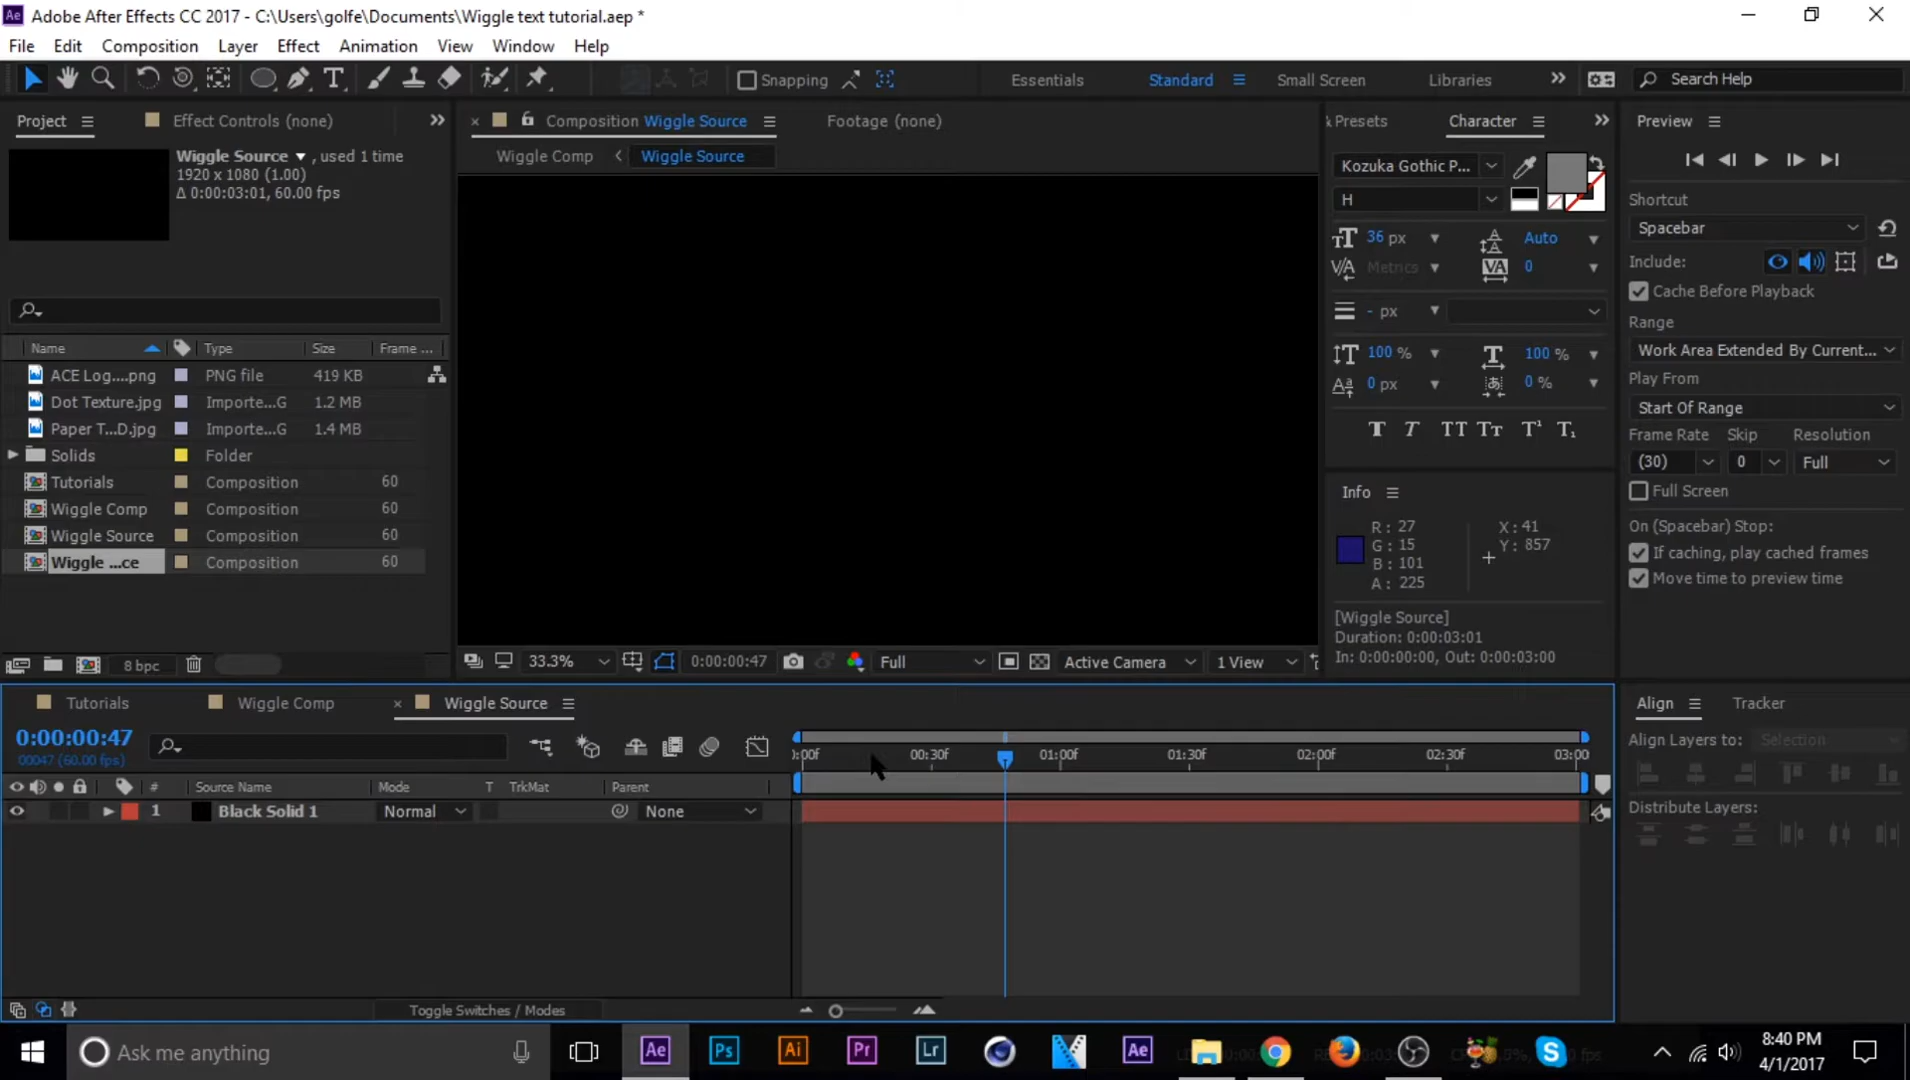 Adobe After Effects CC 2017 - C:\Users\golfe\Documents\Wiggle text tutorial.aep *
File Edit Composition Layer Effect Animation View Window Help
Snapping Essentials Standard Small Screen Libraries Search Help
Project Effect Controls (none)
Wiggle Source , used 1 time
1920 x 1080 (1.00)
Δ 0:00:03:01, 60.00 fps
Name Type Size Frame ...
ACE Log....png PNG file 419 KB
Dot Texture.jpg Importe...G 1.2 MB
Paper T...D.jpg Importe...G 1.4 MB
Solids Folder
Tutorials Composition 60
Wiggle Comp Composition 60
Wiggle Source Composition 60
Wiggle ...ce Composition 60
8 bpc
Composition Wiggle Source Footage (none)
Wiggle Comp Wiggle Source
33.3% 0:00:00:47 Full Active Camera 1 View
& Presets Character
Kozuka Gothic P...
H
36 px Auto
Metrics 0
- px
100 % 100 %
0 px 0 %
Info
R: 27 X: 41
G: 15 Y: 857
B: 101
A: 225
[Wiggle Source]
Duration: 0:00:03:01
In: 0:00:00:00, Out: 0:00:03:00
Preview
Shortcut
Spacebar
Include:
Cache Before Playback
Range
Work Area Extended By Current...
Play From
Start Of Range
Frame Rate Skip Resolution
(30) 0 Full
Full Screen
On (Spacebar) Stop:
If caching, play cached frames
Move time to preview time
Tutorials Wiggle Comp Wiggle Source
0:00:00:47
00047 (60.00 fps)
:00f 00:30f 01:00f 01:30f 02:00f 02:30f 03:00
# Source Name Mode T TrkMat Parent
1 Black Solid 1 Normal None
Toggle Switches / Modes
Align Tracker
Align Layers to: Selection
Distribute Layers:
Ask me anything
Ae Ps Ai Pr Lr Ae
8:40 PM
4/1/2017